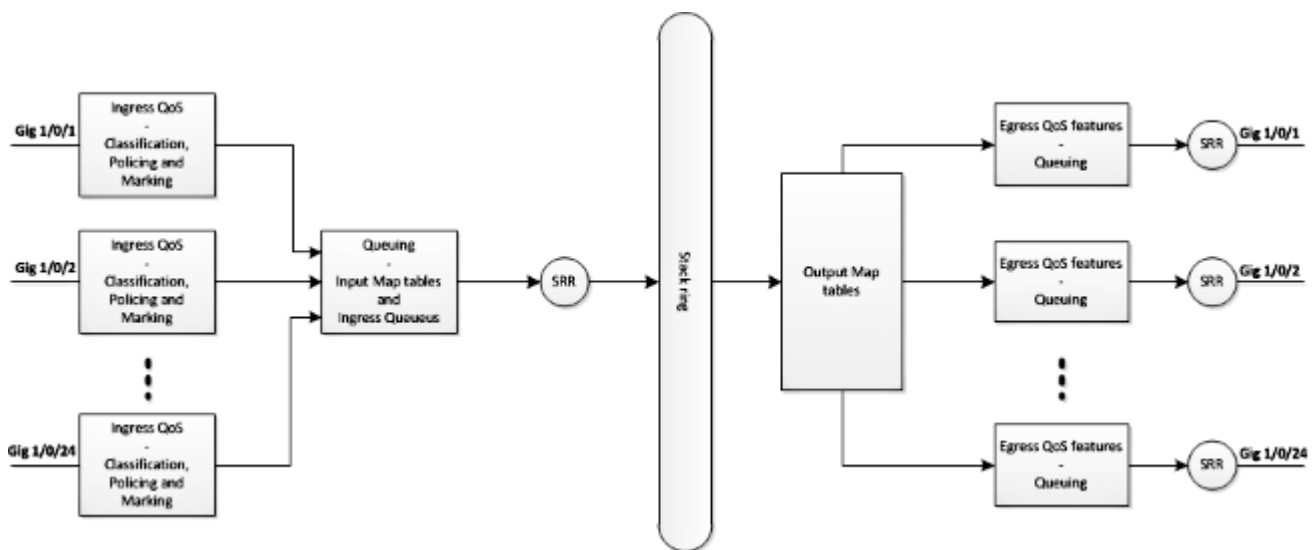 Gig 1/0/1
Ingress QoS
-
Classification,
Policing and
Marking
Gig 1/0/2
Ingress QoS
-
Classification,
Policing and
Marking
Gig 1/0/24
Ingress QoS
-
Classification,
Policing and
Marking
Queuing
-
Input Map tables
and
Ingress Queueus
SRR
Stack ring
Output Map
tables
Egress QoS features
-
Queuing
SRR
Gig 1/0/1
Egress QoS features
-
Queuing
SRR
Gig 1/0/2
Egress QoS features
-
Queuing
SRR
Gig 1/0/24